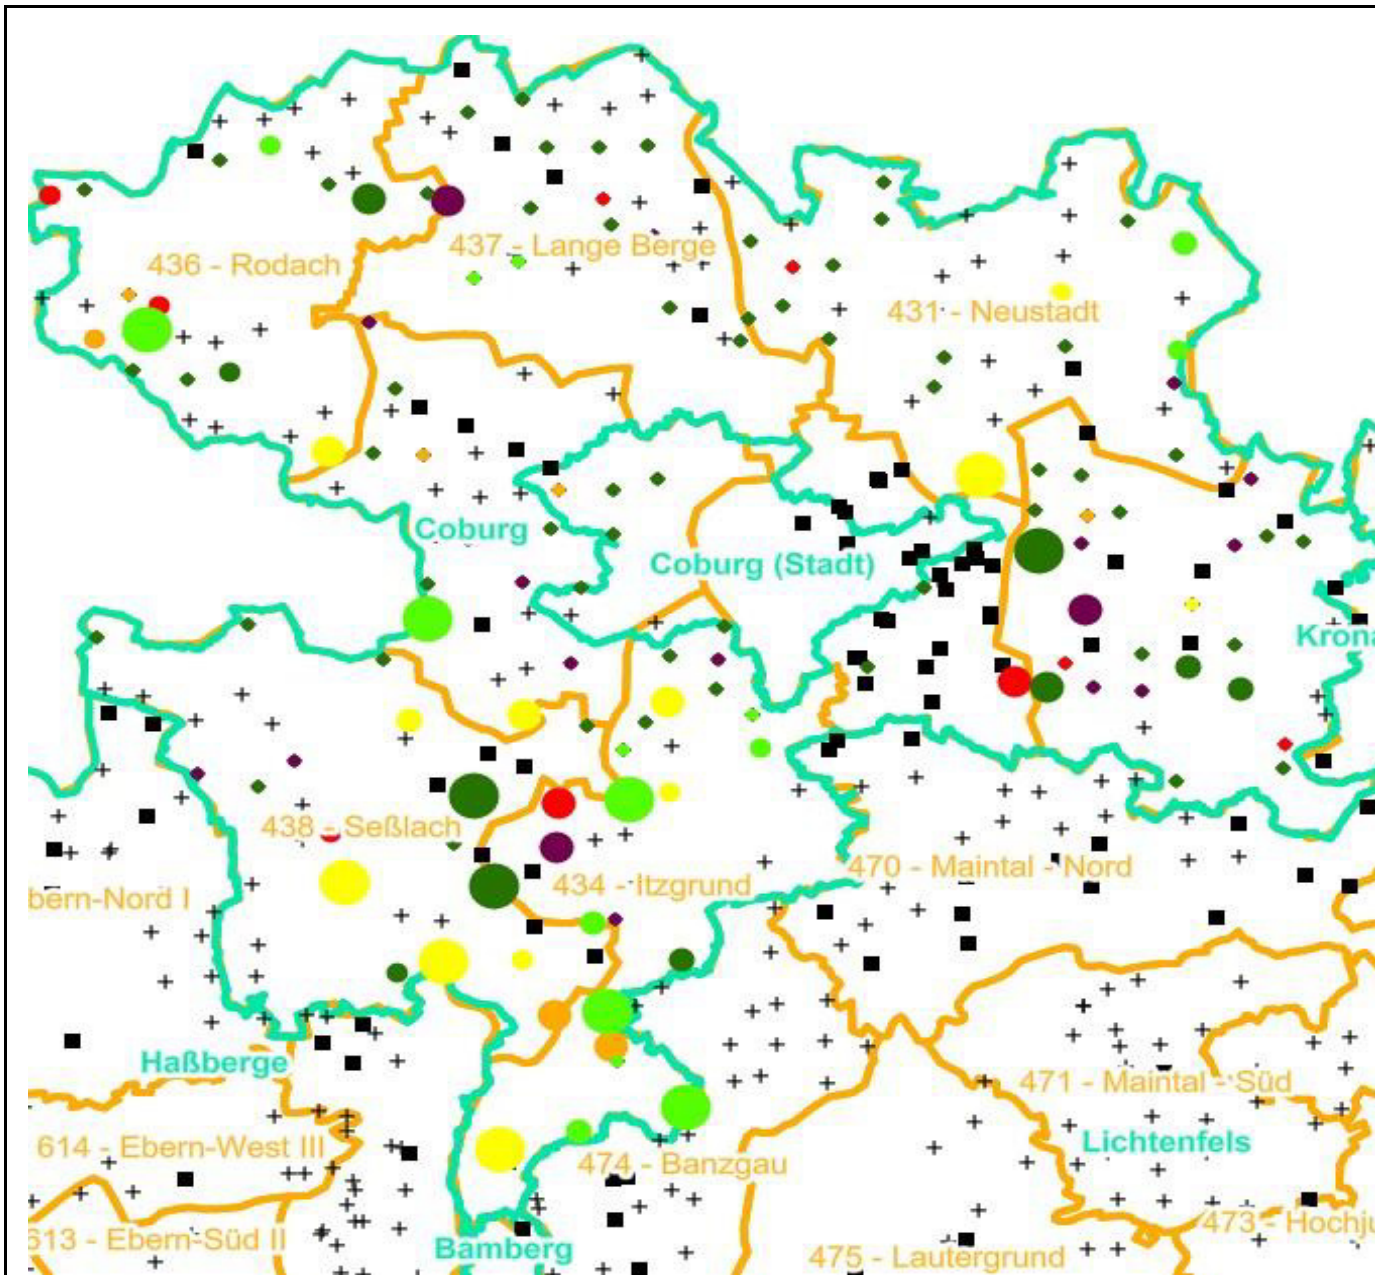 437 - Lange Berge
436 - Rodach
431 - Neustadt
Coburg
Coburg (Stadt)
Krona
438 - Seßlach
470 - Maintal - Nord
434 - Itzgrund
bern-Nord I
Haßberge
471 - Maintal - Süd
614 - Ebern-West III
Lichtenfels
474 - Banzgau
473 - Hochju
613 - Ebern-Süd II
Bamberg
475 - Lautergrund